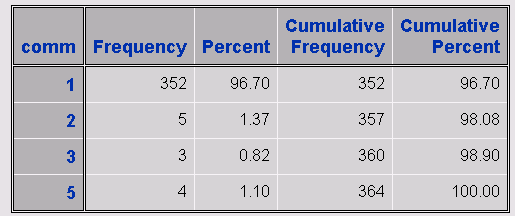 comm Frequency Percent Cumulative Frequency Cumulative Percent
1 352 96.70 352 96.70
2 5 1.37 357 98.08
3 3 0.82 360 98.90
5 4 1.10 364 100.00